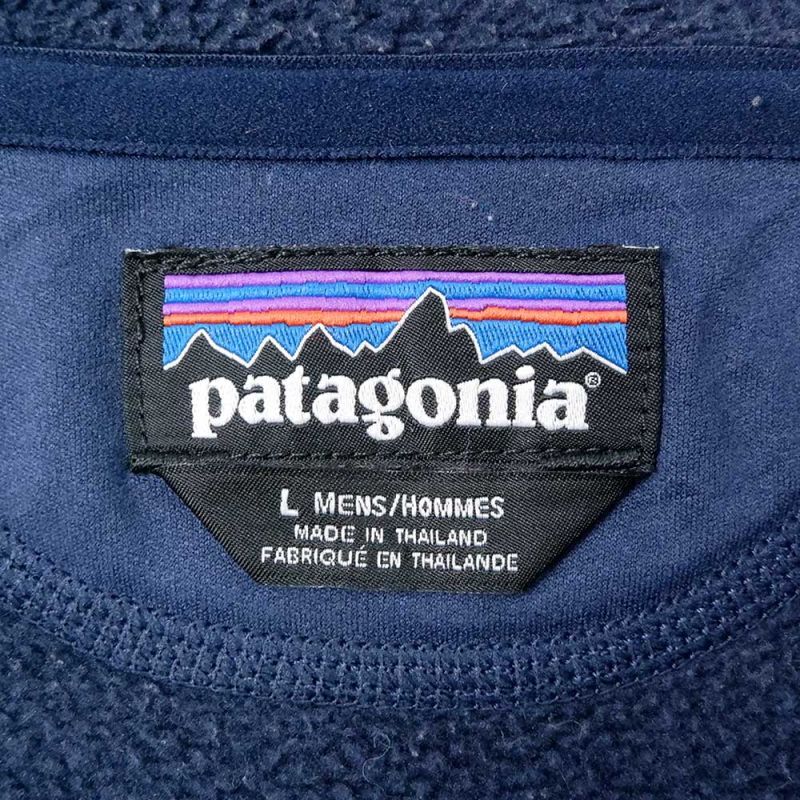 patagonia®
L MENS/HOMMES
MADE IN THAILAND
FABRIQUÉ EN THAILANDE